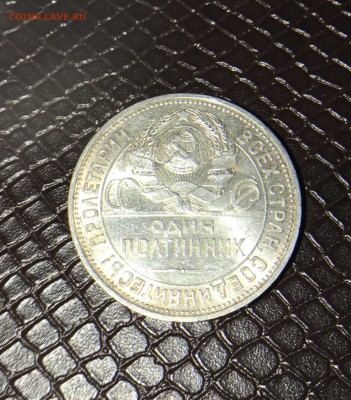 COINS.LAVE.RU
ПРОЛЕТАРИИ ВСЕХ СТРАН, СОЕДИНЯЙТЕСЬ!
ОДИН
ПОЛТИННИК